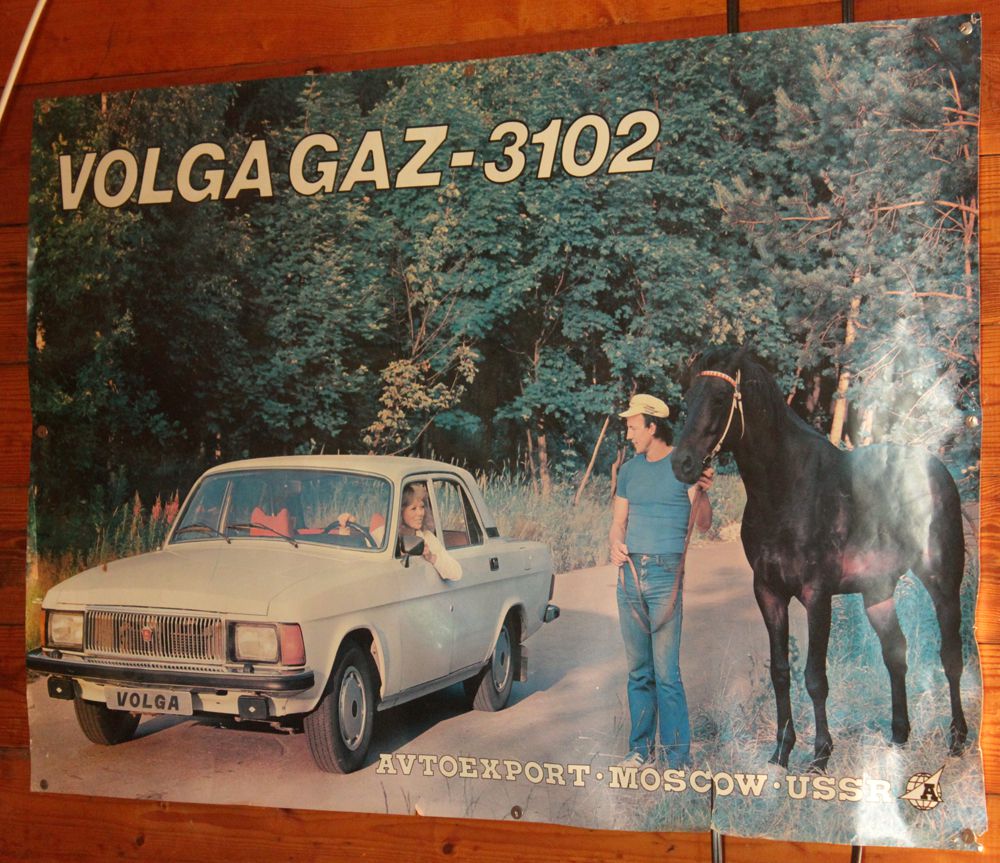 VOLGA GAZ-3102
VOLGA
AVTOEXPORT · MOSCOW · USSR
A